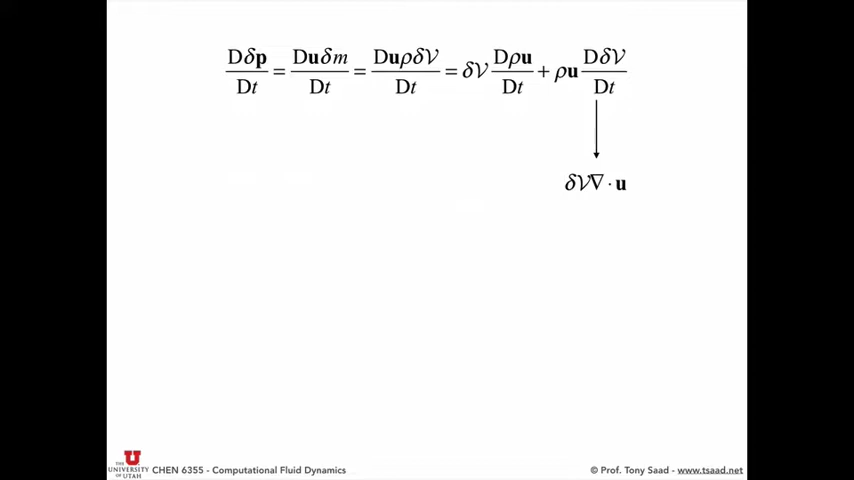 Dδp/Dt = Duδm/Dt = Duρδ𝒱/Dt = δ𝒱 Dρu/Dt + ρu Dδ𝒱/Dt
δ𝒱∇ · u
U
THE UNIVERSITY OF UTAH
CHEN 6355 - Computational Fluid Dynamics
© Prof. Tony Saad - www.tsaad.net